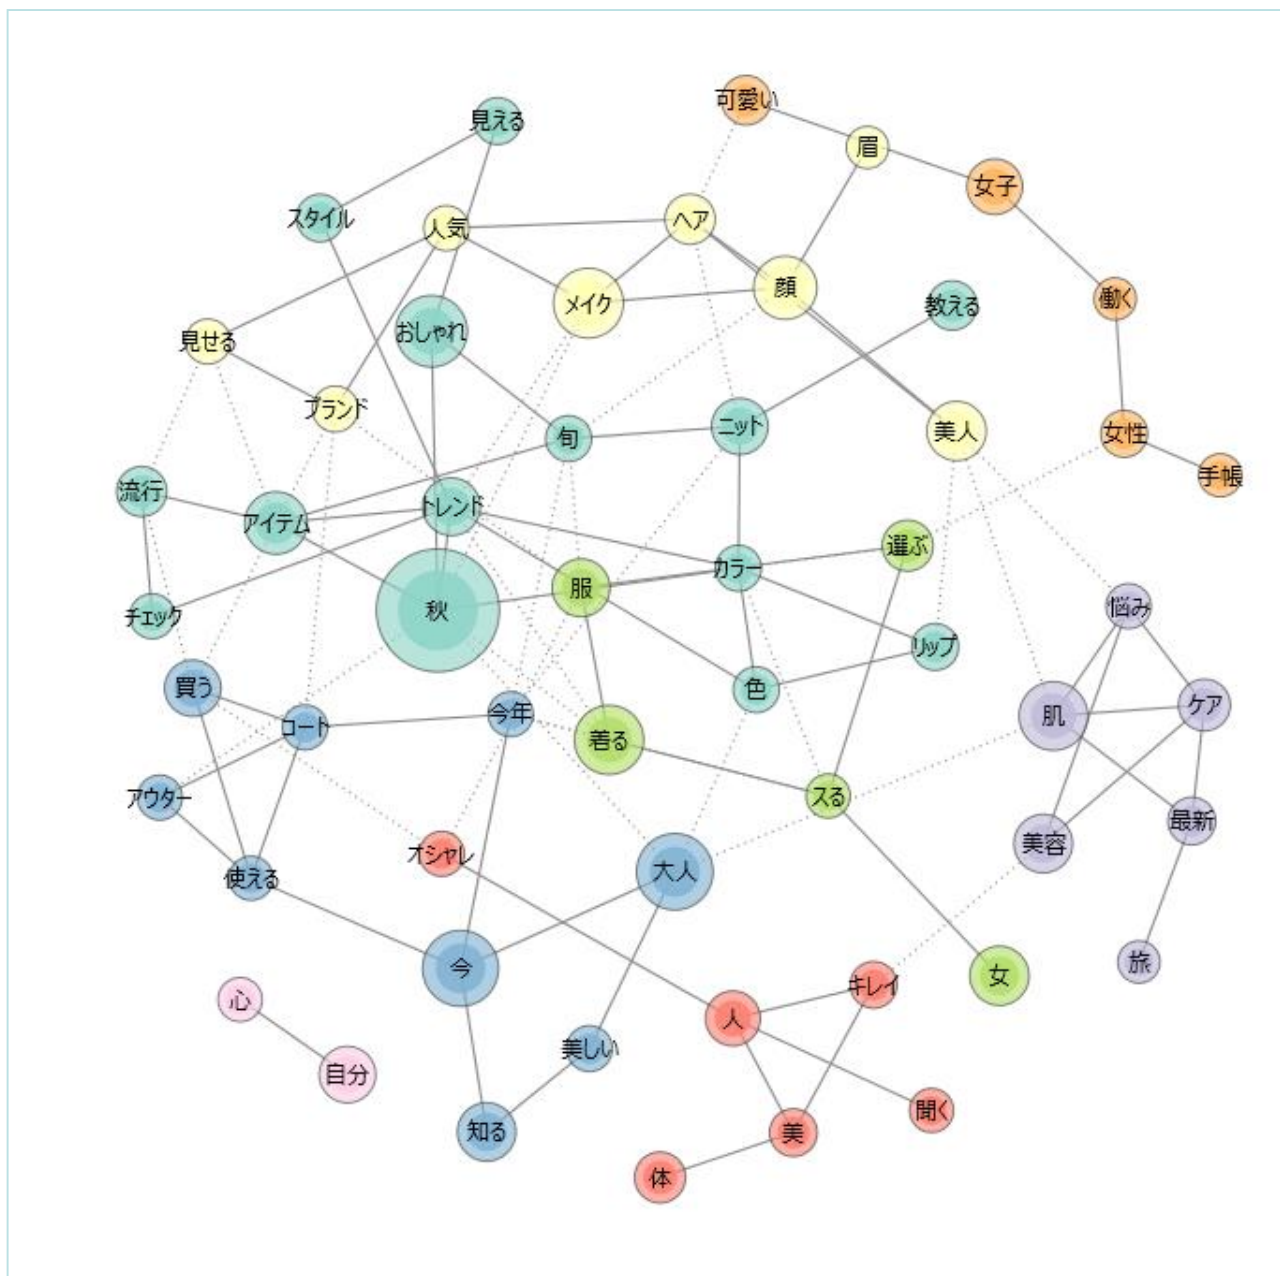 可愛い
見える
眉
女子
スタイル
人気
ヘア
顔
メイク
働く
教える
おしゃれ
見せる
ブランド
旬
ニット
美人
女性
手帳
流行
アイテム
トレンド
選ぶ
カラー
服
秋
チェック
悩み
リップ
買う
色
ケア
肌
今年
コート
着る
アウター
スる
最新
美容
オシャレ
大人
使える
今
旅
女
キレイ
心
人
美しい
自分
聞く
知る
美
体